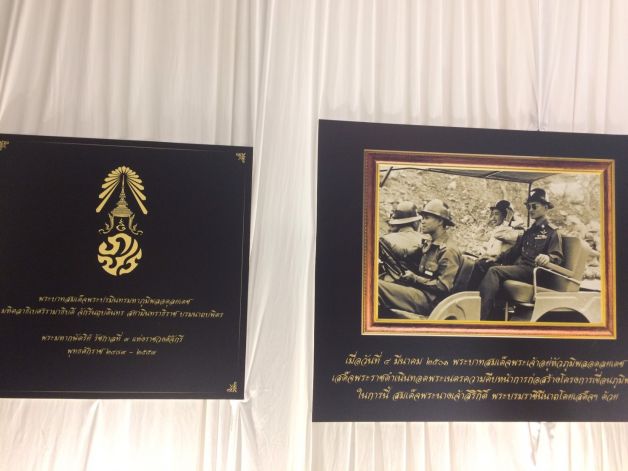 พระบาทสมเด็จพระปรมินทรมหาภูมิพลอดุลยเดช
มหิตลาธิเบศรรามาธิบดี จักรีนฤบดินทร สยามินทราธิราช บรมนาถบพิตร
พระมหากษัตริย์ รัชกาลที่ ๙ แห่งราชวงศ์จักรี
พุทธศักราช ๒๔๘๙ - ๒๕๕๙
เมื่อวันที่ ๔ มีนาคม ๒๕๐๑ พระบาทสมเด็จพระเจ้าอยู่หัวภูมิพลอดุลยเดช
เสด็จพระราชดำเนินทอดพระเนตรความคืบหน้าการก่อสร้างโครงการเขื่อนภูมิพ
ในการนี้ สมเด็จพระนางเจ้าสิริกิติ์ พระบรมราชินีนาถโดยเสด็จฯ ด้วย